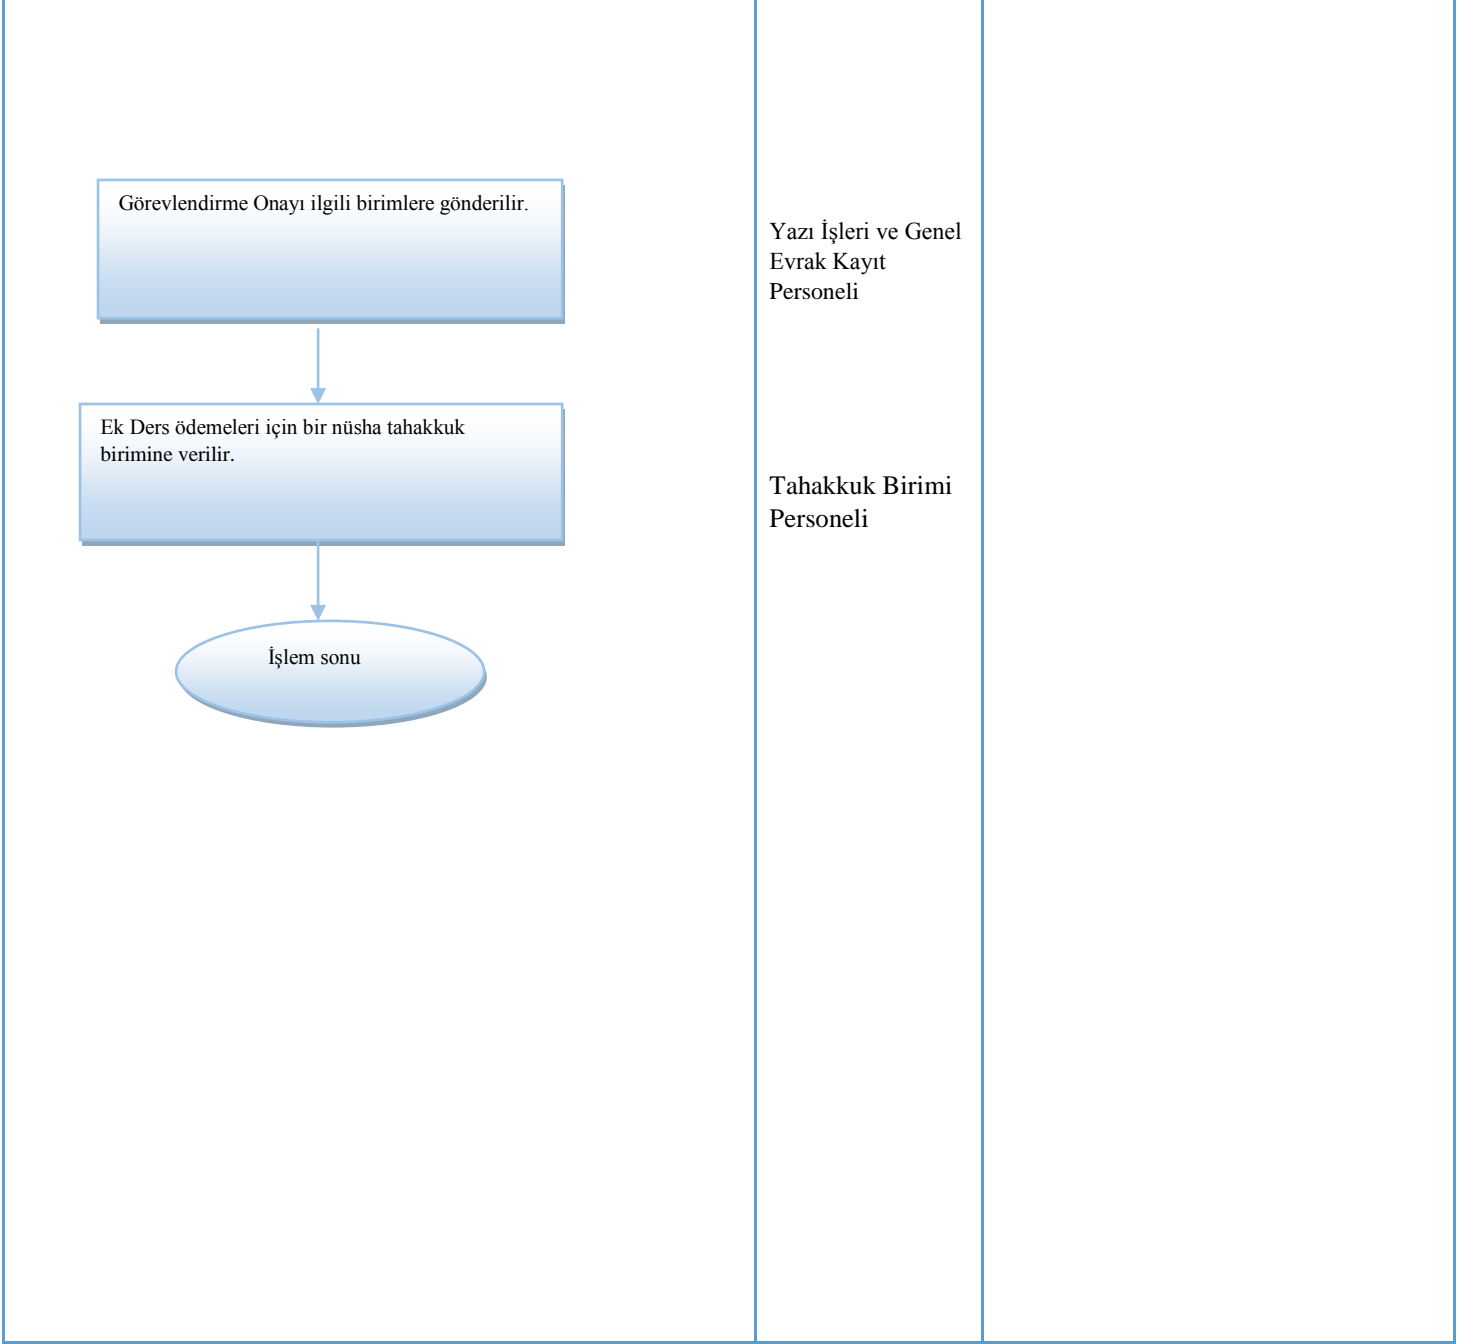 Görevlendirme Onayı ilgili birimlere gönderilir.
Yazı İşleri ve Genel
Evrak Kayıt
Personeli
Ek Ders ödemeleri için bir nüsha tahakkuk
birimine verilir.
Tahakkuk Birimi
Personeli
İşlem sonu